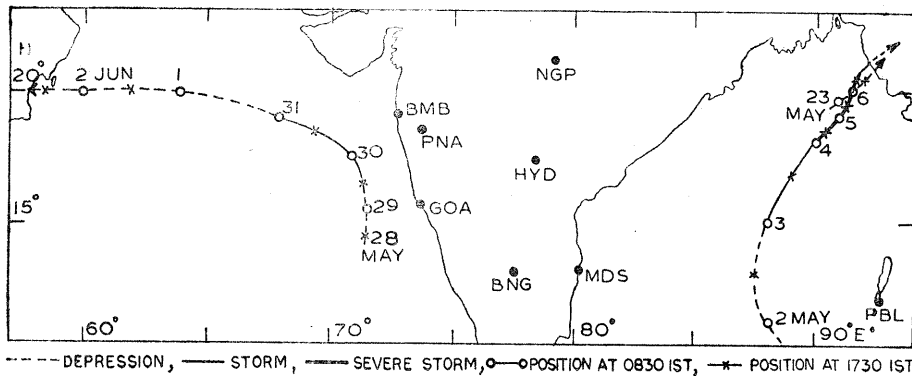 20°
2 JUN
1
31
30
29
28
MAY
15°
BMB
PNA
GOA
HYD
NGP
BNG
MDS
23
MAY
6
5
4
3
2 MAY
PBL
60°
70°
80°
90°E°
-----DEPRESSION, —— STORM, —— SEVERE STORM, o—o POSITION AT 0830 IST, —x— POSITION AT 1730 IST